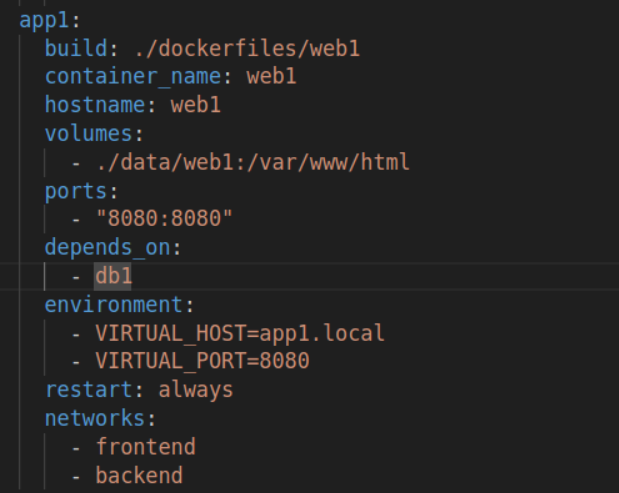 app1:
build: ./dockerfiles/web1
container_name: web1
hostname: web1
volumes:
- ./data/web1:/var/www/html
ports:
- "8080:8080"
depends_on:
- db1
environment:
- VIRTUAL_HOST=app1.local
- VIRTUAL_PORT=8080
restart: always
networks:
- frontend
- backend